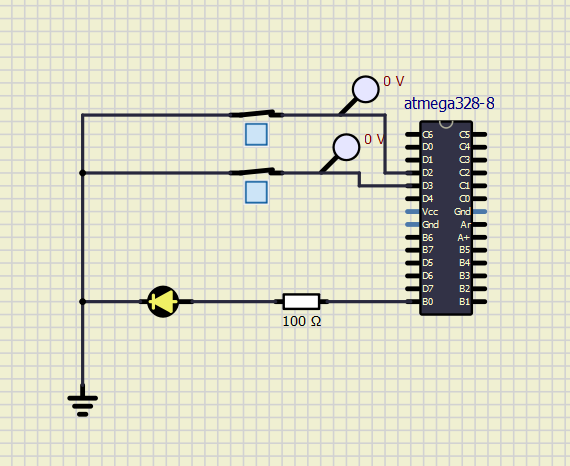 0 V
atmega328-8
0 V
C6 C5
D0 C4
D1 C3
D2 C2
D3 C1
D4 C0
Vcc Gnd
Gnd Ar
B6 A+
B7 B5
D5 B4
D6 B3
D7 B2
B0 B1
100 Ω